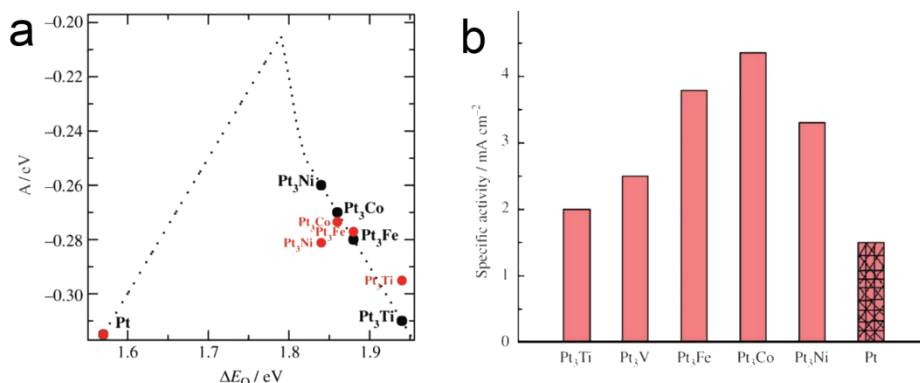 a
A / eV
−0.20
−0.22
−0.24
−0.26
−0.28
−0.30
Pt₃Ni
Pt₃Co
Pt₃Co
Pt₃Fe
Pt₃Fe
Pt₃Ni
Pt₃Ti
Pt₃Ti
Pt
1.6 1.7 1.8 1.9
ΔE_O / eV
b
Specific activity / mA cm⁻²
4
3
2
1
0
Pt₃Ti Pt₃V Pt₃Fe Pt₃Co Pt₃Ni Pt